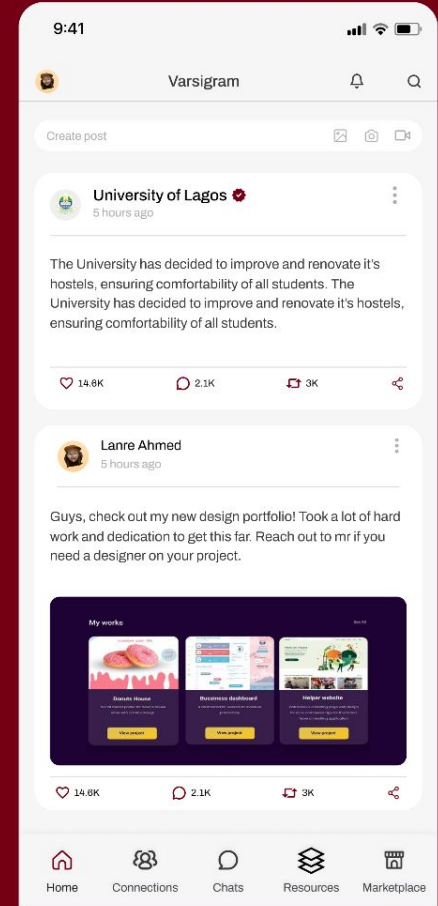 9:41
Varsigram
Create post
University of Lagos
5 hours ago
The University has decided to improve and renovate it's
hostels, ensuring comfortability of all students. The
University has decided to improve and renovate it's hostels,
ensuring comfortability of all students.
14.6K 2.1K 3K
Lanre Ahmed
5 hours ago
Guys, check out my new design portfolio! Took a lot of hard
work and dedication to get this far. Reach out to mr if you
need a designer on your project.
My works
Donuts House Bussmess dashboard Helper website
View project View project View project
14.6K 2.1K 3K
Home Connections Chats Resources Marketplace